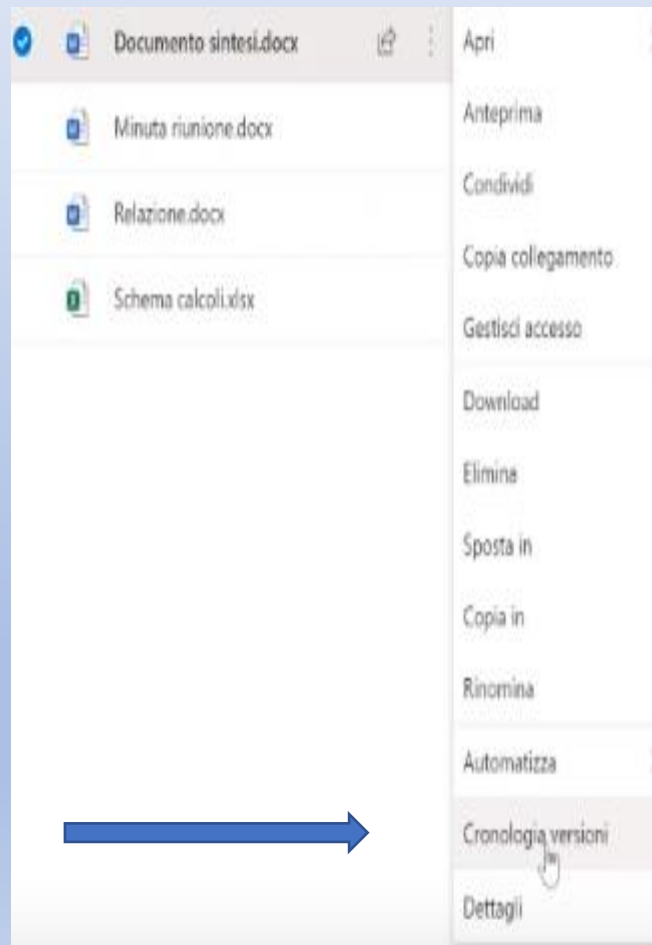 Documento sintesi.docx
Minuta riunione.docx
Relazione.docx
Schema calcoli.xlsx
Apri
Anteprima
Condividi
Copia collegamento
Gestisci accesso
Download
Elimina
Sposta in
Copia in
Rinomina
Automatizza
Cronologia versioni
Dettagli